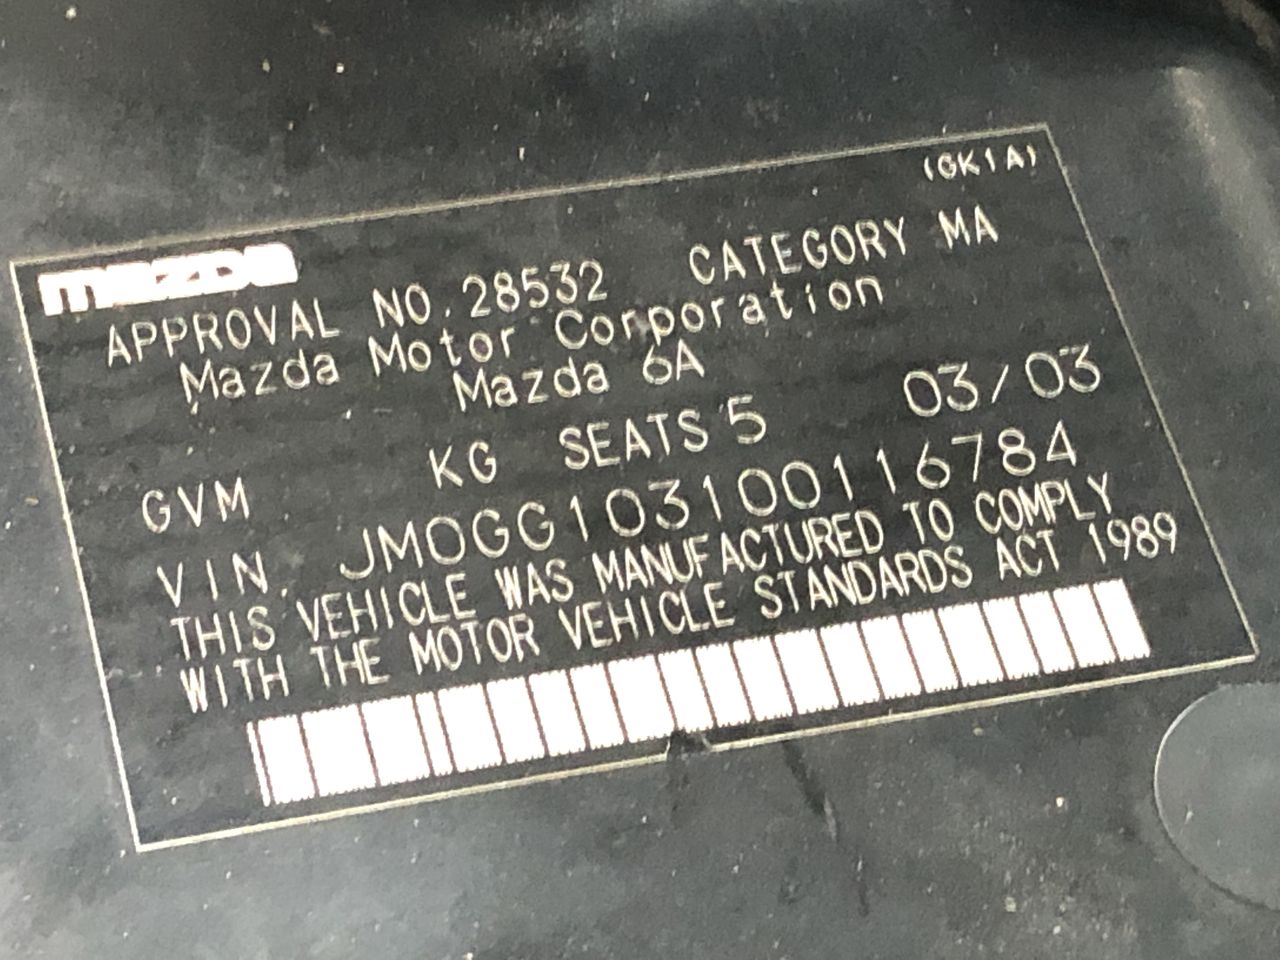 (GK1A)
mazda
APPROVAL NO.28532 CATEGORY MA
Mazda Motor Corporation
Mazda 6A
GVM KG SEATS 5 03/03
VIN. JM0GG103100116784
THIS VEHICLE WAS MANUFACTURED TO COMPLY
WITH THE MOTOR VEHICLE STANDARDS ACT 1989